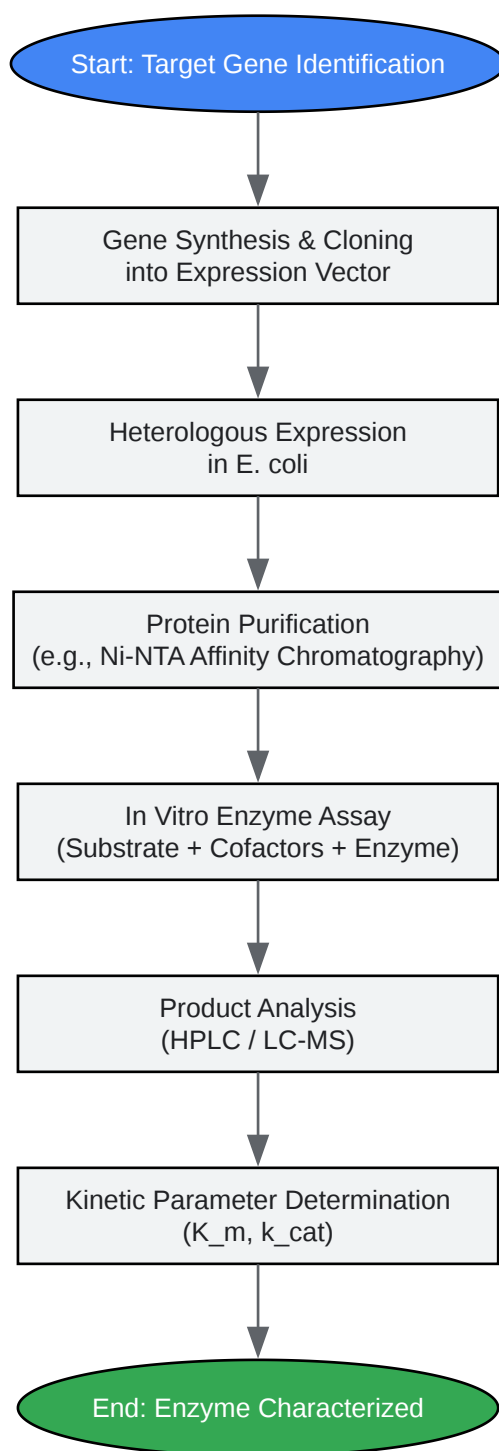 Start: Target Gene Identification
Gene Synthesis & Cloning
into Expression Vector
Heterologous Expression
in E. coli
Protein Purification
(e.g., Ni-NTA Affinity Chromatography)
In Vitro Enzyme Assay
(Substrate + Cofactors + Enzyme)
Product Analysis
(HPLC / LC-MS)
Kinetic Parameter Determination
(K_m, k_cat)
End: Enzyme Characterized